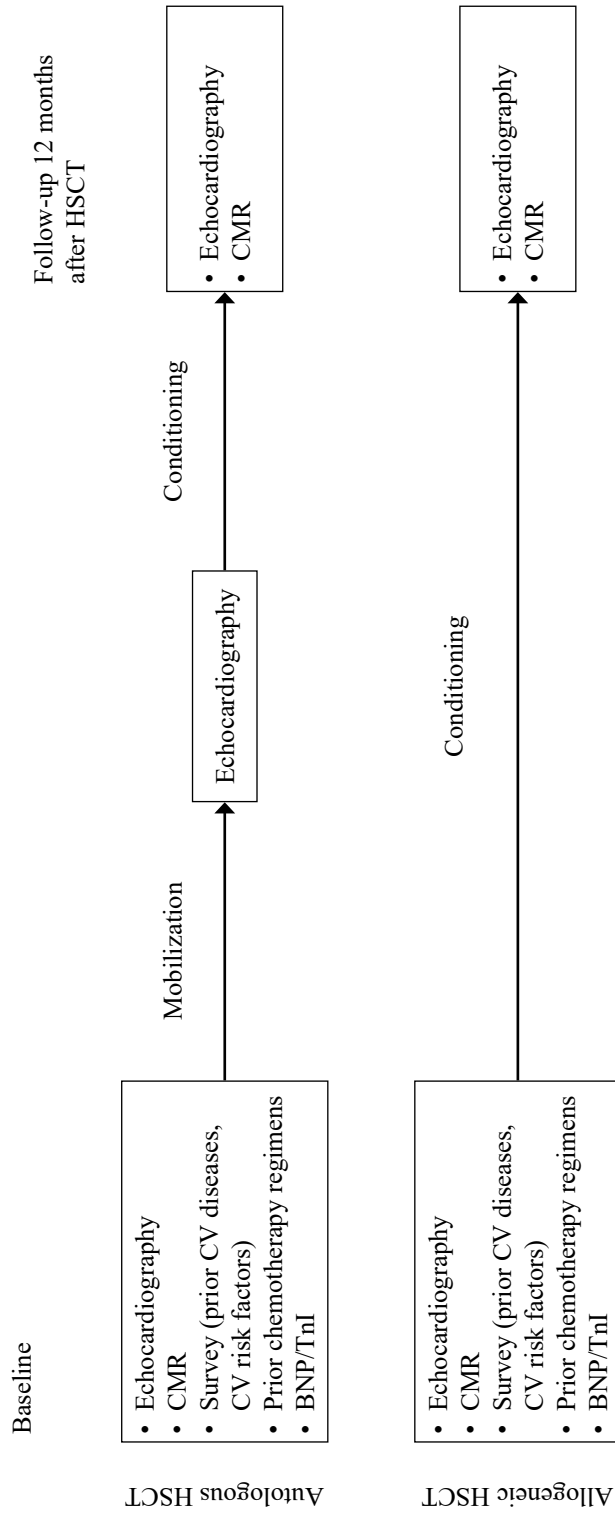 Baseline
Follow-up 12 months
after HSCT
Autologous HSCT
• Echocardiography
• CMR
• Survey (prior CV diseases,
CV risk factors)
• Prior chemotherapy regimens
• BNP/TnI
Mobilization
Echocardiography
Conditioning
• Echocardiography
• CMR
Allogeneic HSCT
• Echocardiography
• CMR
• Survey (prior CV diseases,
CV risk factors)
• Prior chemotherapy regimens
• BNP/TnI
Conditioning
• Echocardiography
• CMR